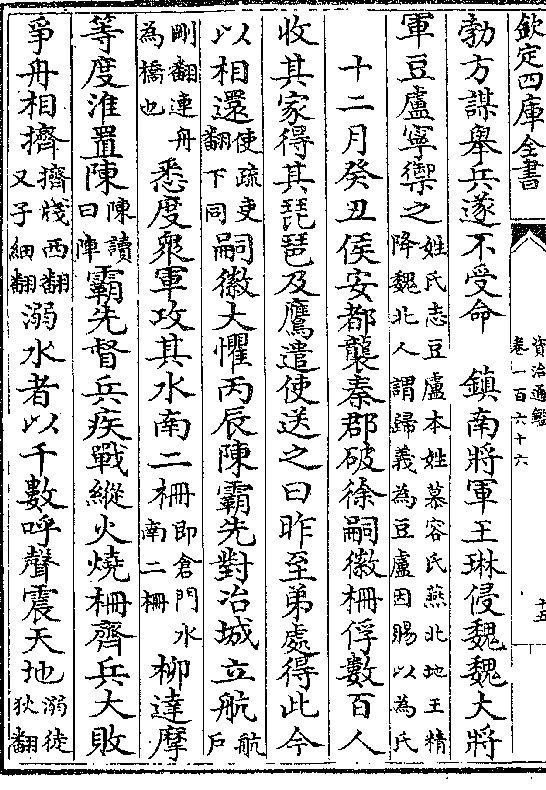 欽定四庫全書
資治通鑑
卷一百六十六
十五
勃方謀舉兵遂不受命　鎮南將軍王琳侵魏魏大將
軍豆盧寧禦之姓氏志豆盧本姓慕容氏燕北地王精
降魏北人謂歸義為豆盧因賜以為氏
十二月癸丑侯安都襲秦郡破徐嗣徽柵俘數百人
收其家得其琵琶及鷹遣使送之曰昨至弟處得此今
以相還使疏吏
翻下同嗣徽大懼丙辰陳霸先對冶城立航航戶
剛翻連舟
為橋也悉度衆軍攻其水南二柵即倉門水
南二柵柳達摩
等度淮置陳陳讀
曰陣霸先督兵疾戰縱火燒柵齊兵大敗
爭舟相擠擠牋西翻
又子細翻溺水者以千數呼聲震天地溺徒
狄翻